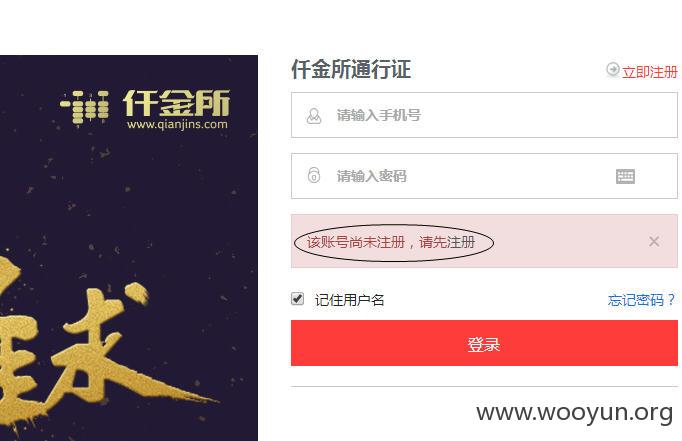 仟金所
www.qianjins.com
仟金所通行证
立即注册
请输入手机号
请输入密码
该账号尚未注册，请先注册
记住用户名
忘记密码？
登录
www.wooyun.org